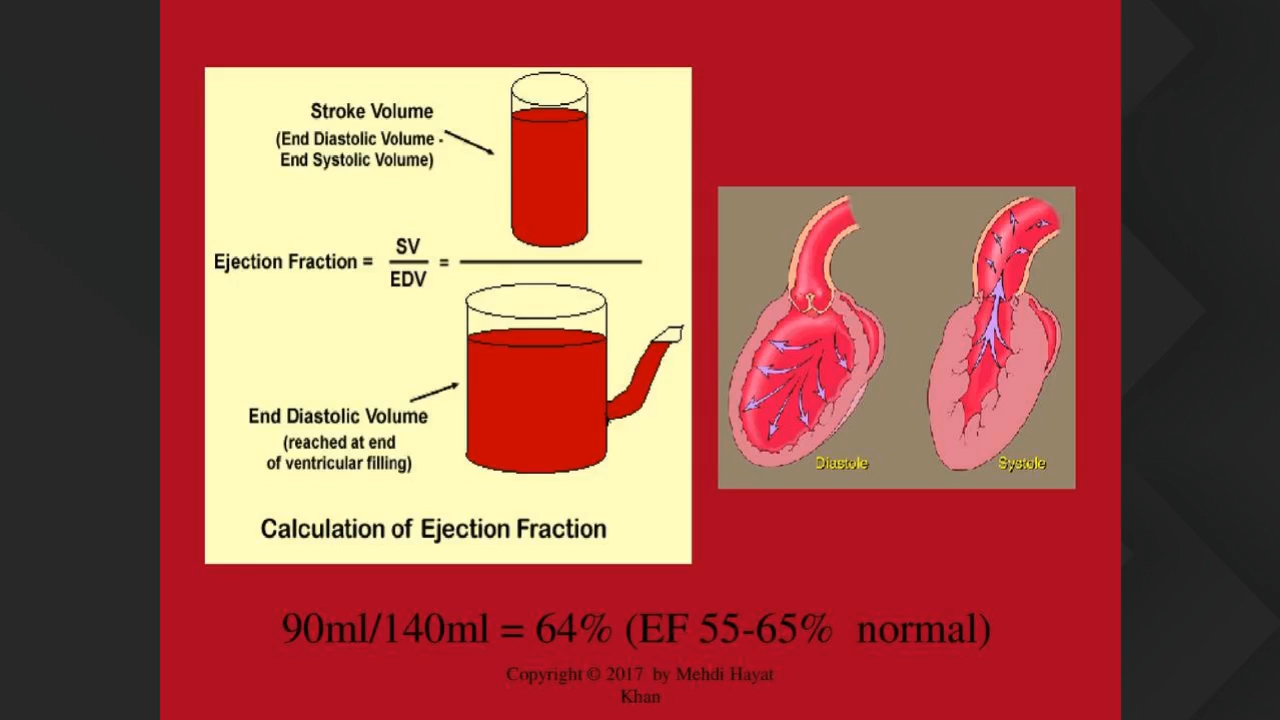 Stroke Volume
(End Diastolic Volume -
End Systolic Volume)
Ejection Fraction = SV / EDV =
End Diastolic Volume
(reached at end
of ventricular filling)
Calculation of Ejection Fraction
Diastole
Systole
90ml/140ml = 64% (EF 55-65% normal)
Copyright © 2017 by Mehdi Hayat
Khan